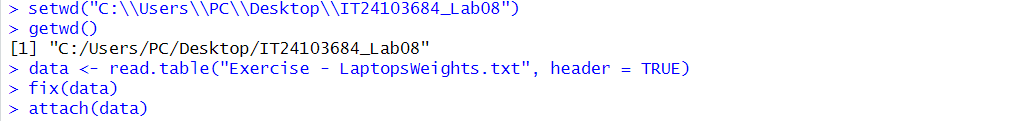 > setwd("C:\\Users\\PC\\Desktop\\IT24103684_Lab08")
> getwd()
[1] "C:/Users/PC/Desktop/IT24103684_Lab08"
> data <- read.table("Exercise - LaptopsWeights.txt", header = TRUE)
> fix(data)
> attach(data)